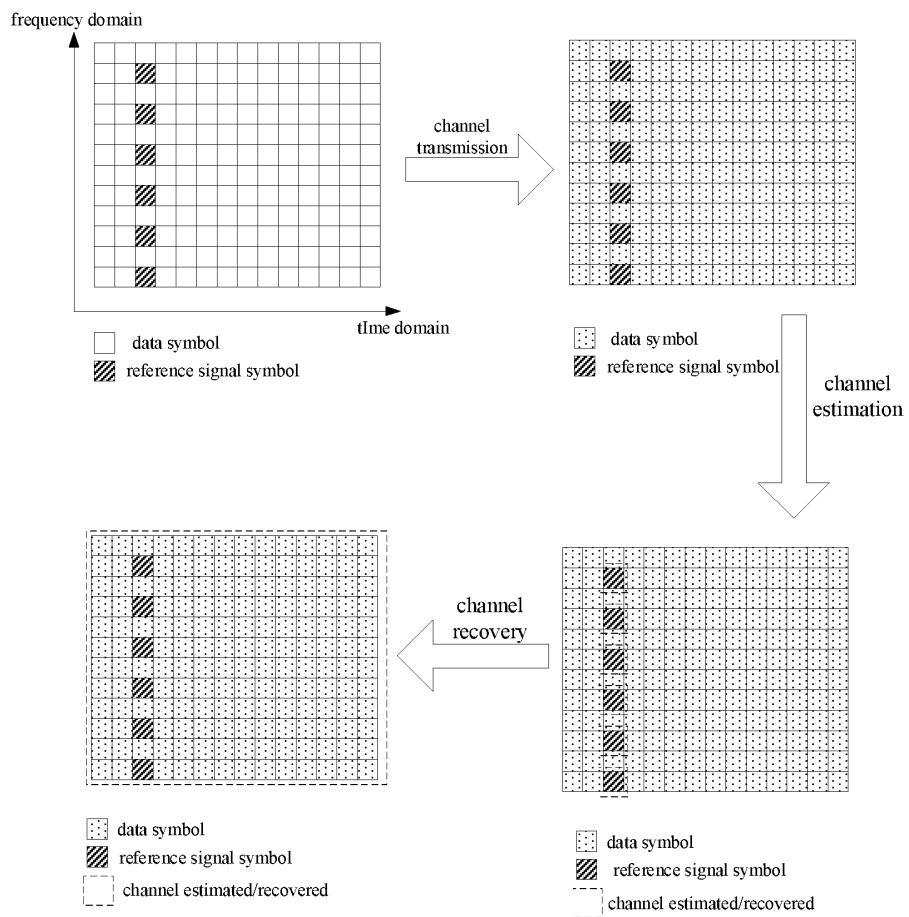 frequency domain
channel
transmission
tIme domain
data symbol
reference signal symbol
data symbol
reference signal symbol
channel
estimation
channel
recovery
data symbol
reference signal symbol
channel estimated/recovered
data symbol
reference signal symbol
channel estimated/recovered